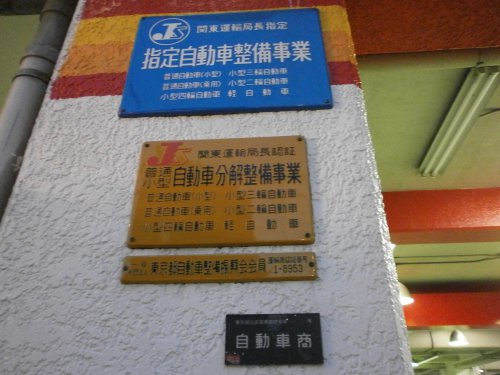 JS 関東運輸局長指定
指定自動車整備事業
普通自動車(小型) 小型三輪自動車
普通自動車(乗用) 小型二輪自動車
小型四輪自動車 軽自動車
JS 関東運輸局長認証
普通
小型 自動車分解整備事業
普通自動車(小型) 小型三輪自動車
普通自動車(乗用) 小型二輪自動車
小型四輪自動車 軽自動車
東京都自動車整備振興会会員
1-8953
自動車商